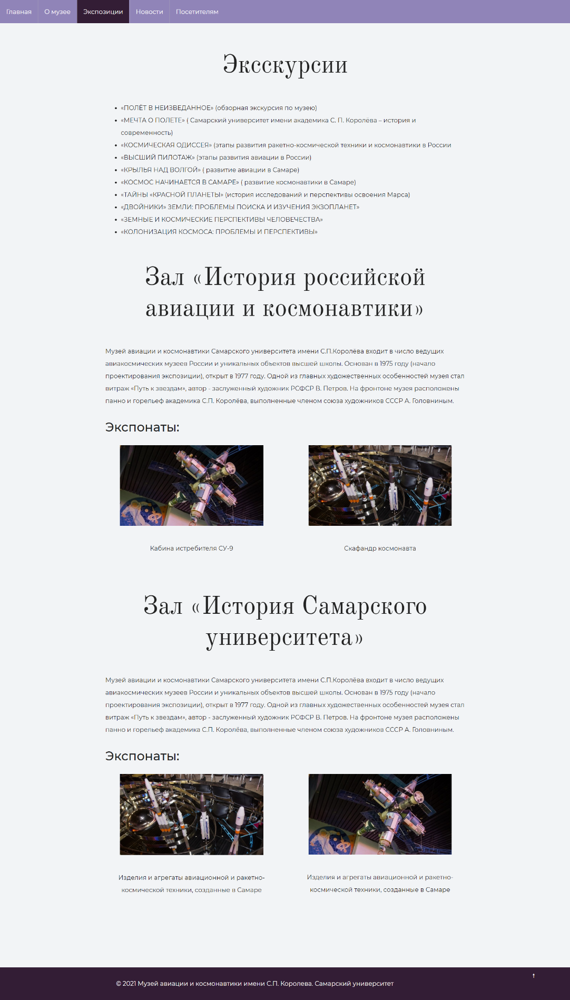 Главная О музее Экспозиции Новости Посетителям
Эксскурсии
• «ПОЛЁТ В НЕИЗВЕДАННОЕ» (обзорная экскурсия по музею)
• «МЕЧТА О ПОЛЕТЕ» ( Самарский университет имени академика С. П. Королёва – история и
современность)
• «КОСМИЧЕСКАЯ ОДИССЕЯ» (этапы развития ракетно-космической техники и космонавтики в России
• «ВЫСШИЙ ПИЛОТАЖ» (этапы развития авиации в России)
• «КРЫЛЬЯ НАД ВОЛГОЙ» ( развитие авиации в Самаре)
• «КОСМОС НАЧИНАЕТСЯ В САМАРЕ» ( развитие космонавтики в Самаре)
• «ТАЙНЫ «КРАСНОЙ ПЛАНЕТЫ» (история исследований и перспективы освоения Марса)
• «ДВОЙНИКИ» ЗЕМЛИ: ПРОБЛЕМЫ ПОИСКА И ИЗУЧЕНИЯ ЭКЗОПЛАНЕТ»
• «ЗЕМНЫЕ И КОСМИЧЕСКИЕ ПЕРСПЕКТИВЫ ЧЕЛОВЕЧЕСТВА»
• «КОЛОНИЗАЦИЯ КОСМОСА: ПРОБЛЕМЫ И ПЕРСПЕКТИВЫ»
Зал «История российской
авиации и космонавтики»
Музей авиации и космонавтики Самарского университета имени С.П.Королёва входит в число ведущих
авиакосмических музеев России и уникальных объектов высшей школы. Основан в 1975 году (начало
проектирования экспозиции), открыт в 1977 году. Одной из главных художественных особенностей музея стал
витраж «Путь к звездам», автор - заслуженный художник РСФСР В. Петров. На фронтоне музея расположены
панно и горельеф академика С.П. Королёва, выполненные членом союза художников СССР А. Головниным.
Экспонаты:
Кабина истребителя СУ-9
Скафандр космонавта
Зал «История Самарского
университета»
Музей авиации и космонавтики Самарского университета имени С.П.Королёва входит в число ведущих
авиакосмических музеев России и уникальных объектов высшей школы. Основан в 1975 году (начало
проектирования экспозиции), открыт в 1977 году. Одной из главных художественных особенностей музея стал
витраж «Путь к звездам», автор - заслуженный художник РСФСР В. Петров. На фронтоне музея расположены
панно и горельеф академика С.П. Королёва, выполненные членом союза художников СССР А. Головниным.
Экспонаты:
Изделия и агрегаты авиационной и ракетно-
космической техники, созданные в Самаре
Изделия и агрегаты авиационной и ракетно-
космической техники, созданные в Самаре
↑
© 2021 Музей авиации и космонавтики имени С.П. Королева. Самарский университет